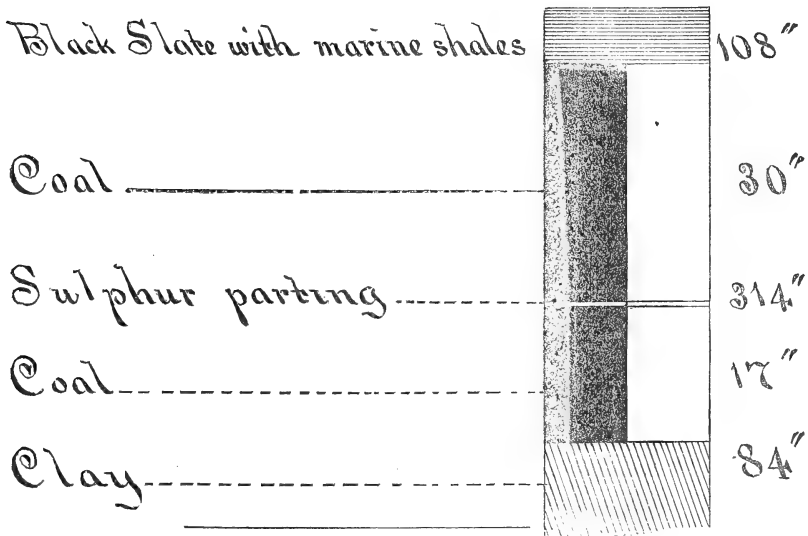 Black Slate with marine shales 108"
Coal 30"
Sulphur parting 314"
Coal 17"
Clay 84"